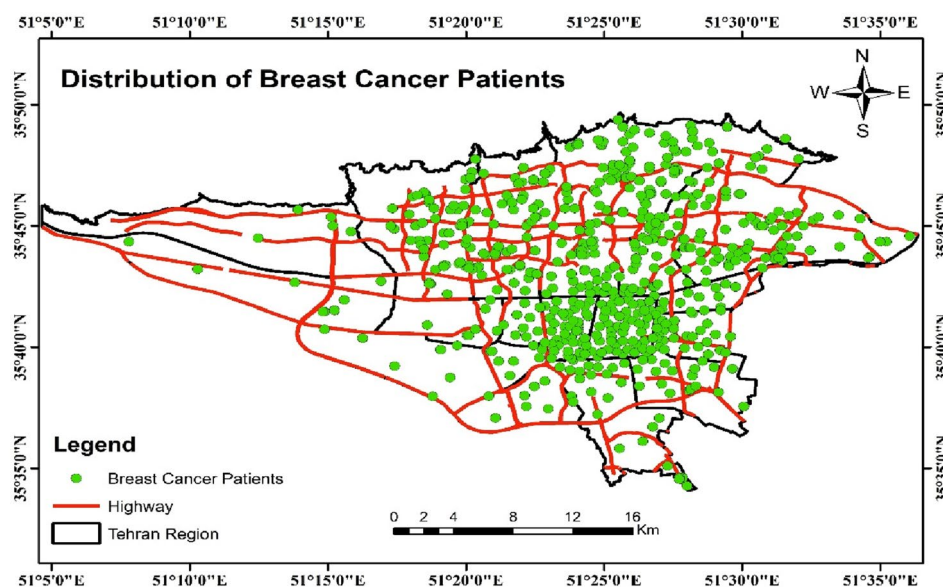 51°5'0"E 51°10'0"E 51°15'0"E 51°20'0"E 51°25'0"E 51°30'0"E 51°35'0"E
Distribution of Breast Cancer Patients
N
W E
S
35°50'0"N 35°50'0"N
35°45'0"N 35°45'0"N
35°40'0"N 35°40'0"N
35°35'0"N 35°35'0"N
Legend
Breast Cancer Patients
Highway
Tehran Region
0 2 4 8 12 16
Km
51°5'0"E 51°10'0"E 51°15'0"E 51°20'0"E 51°25'0"E 51°30'0"E 51°35'0"E